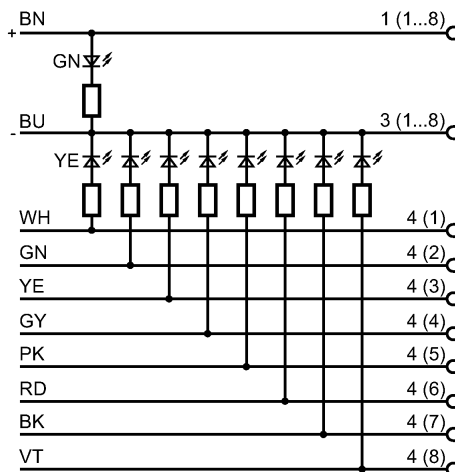 BN 1 (1...8)
+
GN
BU 3 (1...8)
-
YE
WH 4 (1)
GN 4 (2)
YE 4 (3)
GY 4 (4)
PK 4 (5)
RD 4 (6)
BK 4 (7)
VT 4 (8)